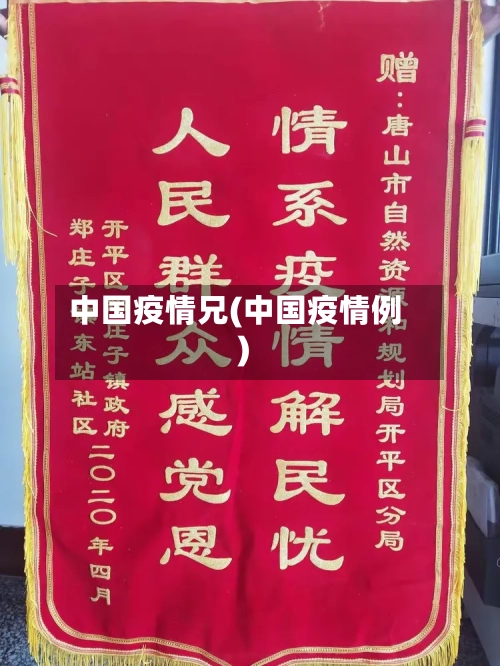 赠：唐山市自然资源和规划局开平区分局
情系疫情解民忧
人民群众感党恩
开平区郑庄子镇政府
郑庄子东站社区
二〇二〇年四月
中国疫情兄(中国疫情例
)